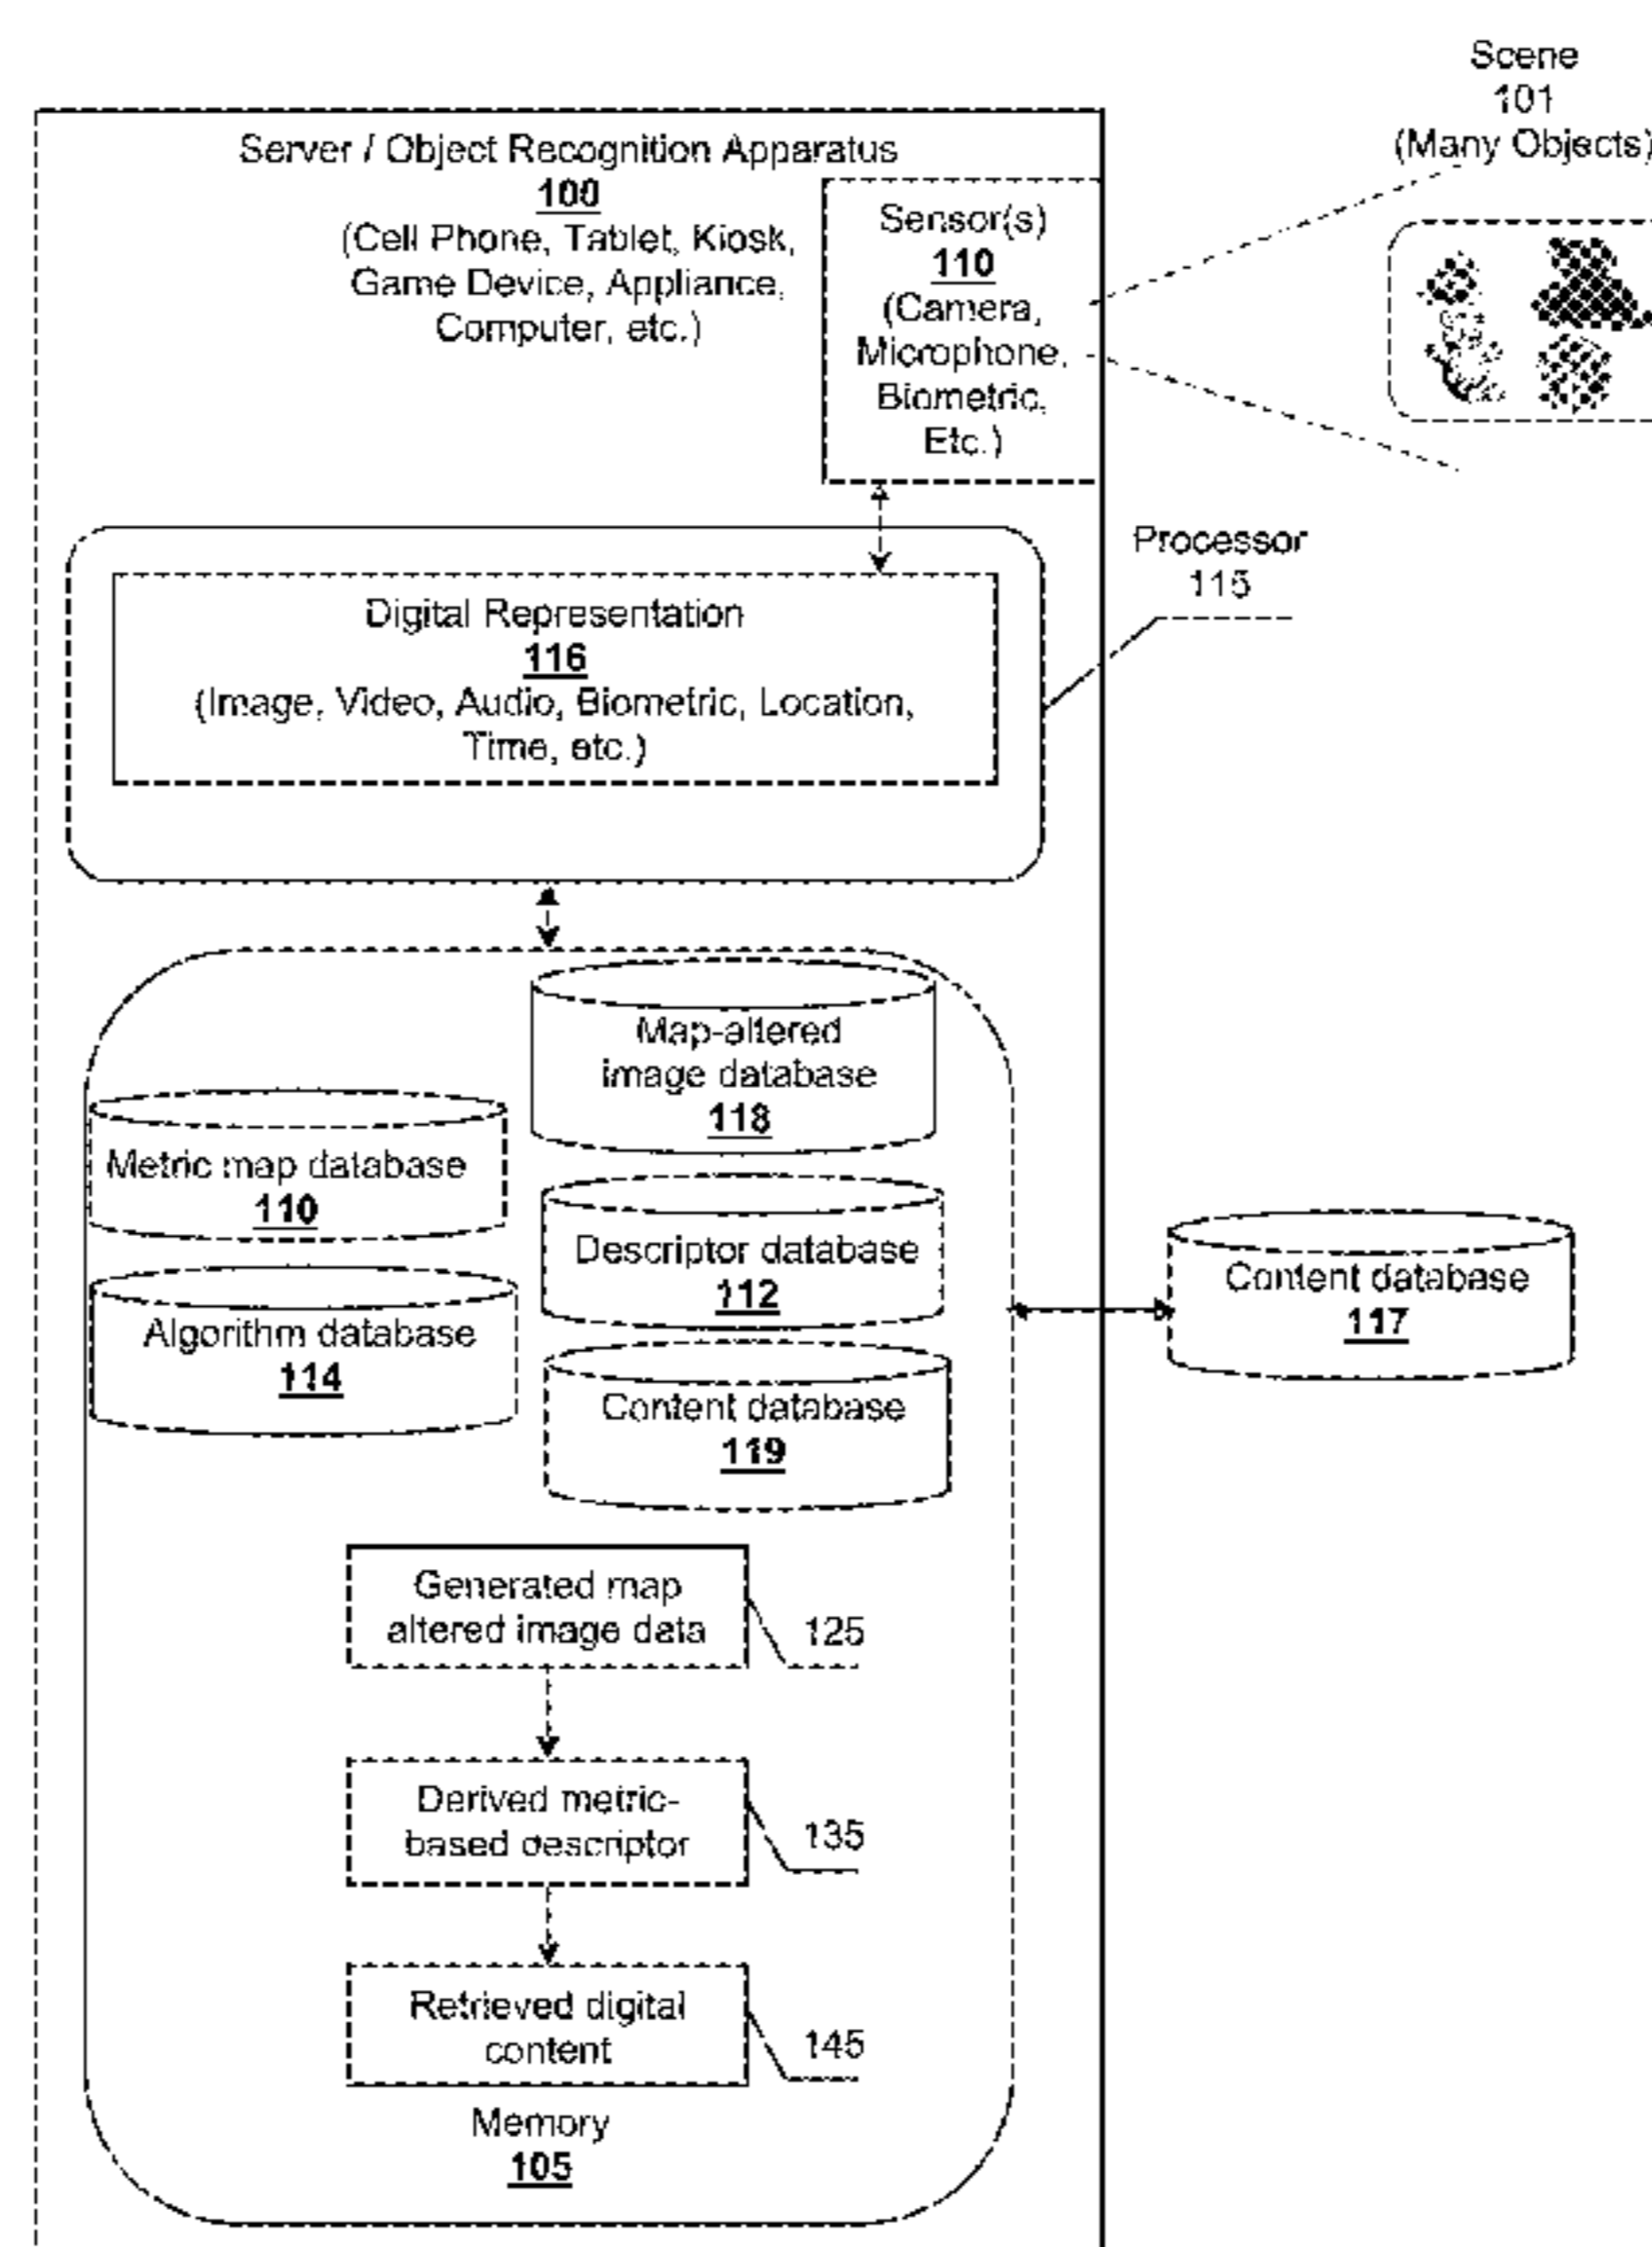 Scene
101
(Many Objects)
Server / Object Recognition Apparatus
100
(Cell Phone, Tablet, Kiosk,
Game Device, Appliance,
Computer, etc.)
Sensor(s)
110
(Camera,
Microphone,
Biometric,
Etc.)
Processor
115
Digital Representation
116
(Image, Video, Audio, Biometric, Location,
Time, etc.)
Map-altered
image database
118
Metric map database
110
Descriptor database
112
Algorithm database
114
Content database
119
Content database
117
Generated map
altered image data
125
Derived metric-
based descriptor
135
Retrieved digital
content
145
Memory
105